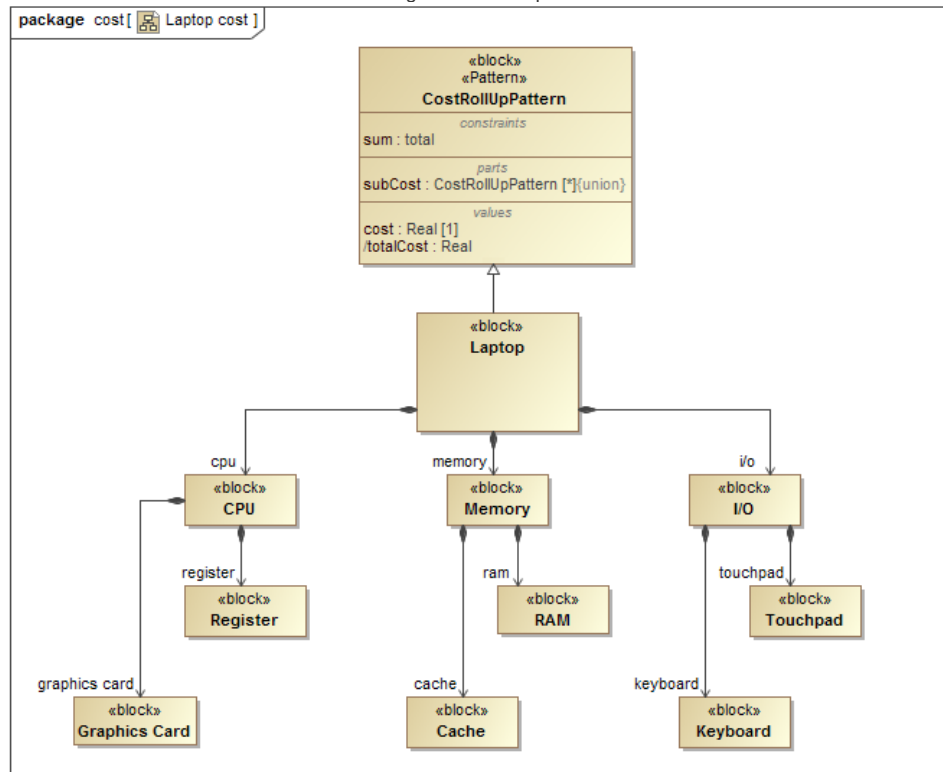 package cost[ Laptop cost ]
«block»
«Pattern»
CostRollUpPattern
constraints
sum : total
parts
subCost : CostRollUpPattern [*]{union}
values
cost : Real [1]
/totalCost : Real
«block»
Laptop
cpu
memory
i/o
«block»
CPU
«block»
Memory
«block»
I/O
register
ram
touchpad
«block»
Register
«block»
RAM
«block»
Touchpad
graphics card
cache
keyboard
«block»
Graphics Card
«block»
Cache
«block»
Keyboard